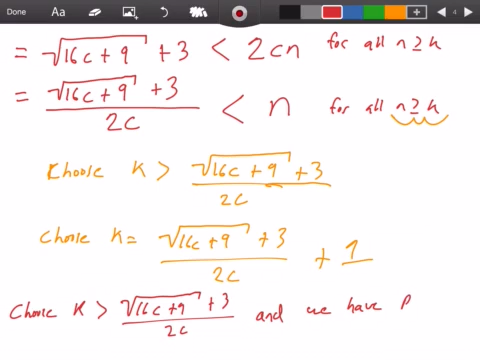 Done Aa 4
= √(16c + 9) + 3 < 2cn for all n ≥ k
= (√(16c + 9) + 3) / 2c < n for all n ≥ k
Choose K > (√(16c + 9) + 3) / 2c
Choose K = (√(16c + 9) + 3) / 2c + 1
Choose K > (√(16c + 9) + 3) / 2c and we have p